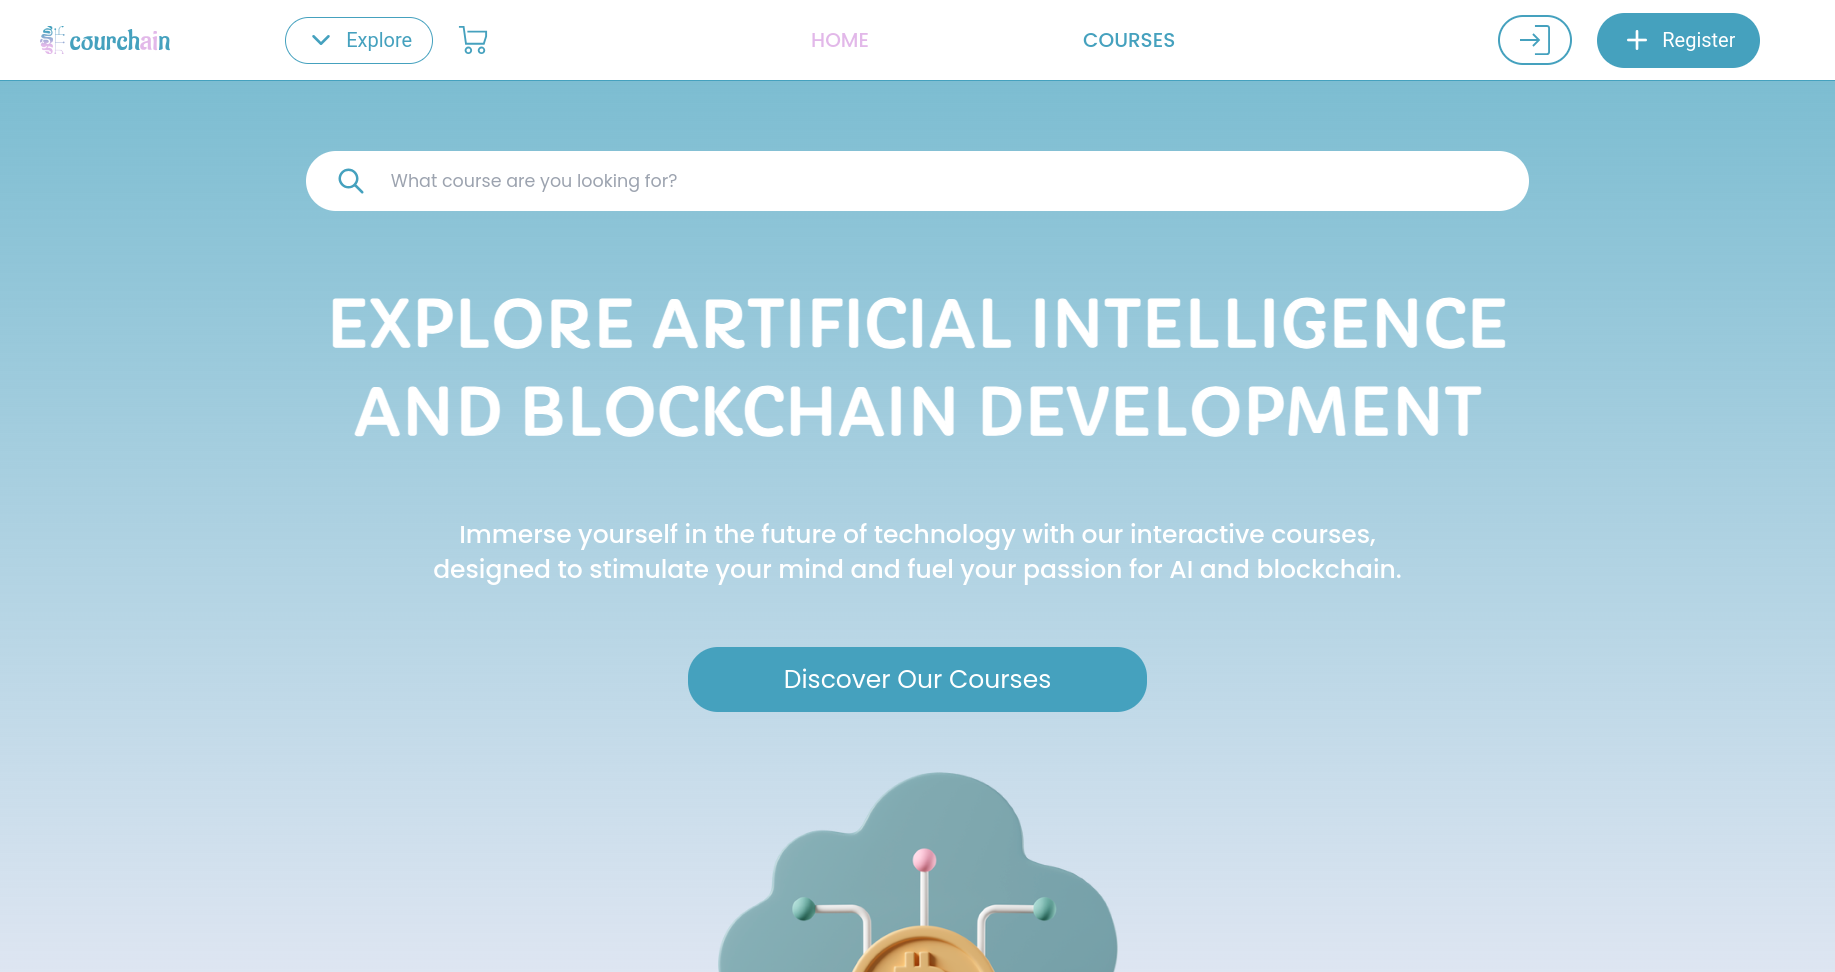 courchain
Explore
HOME
COURSES
Register
What course are you looking for?
EXPLORE ARTIFICIAL INTELLIGENCE
AND BLOCKCHAIN DEVELOPMENT
Immerse yourself in the future of technology with our interactive courses,
designed to stimulate your mind and fuel your passion for AI and blockchain.
Discover Our Courses